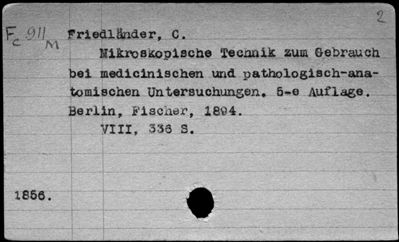 2
Fc 911 M
Friedländer, C.
Mikroskopische Technik zum Gebrauch
bei medicinischen und pathologisch-ana-
tomischen Untersuchungen. 5-e Auflage.
Berlin, Fischer, 1894.
VIII, 336 S.
1856.